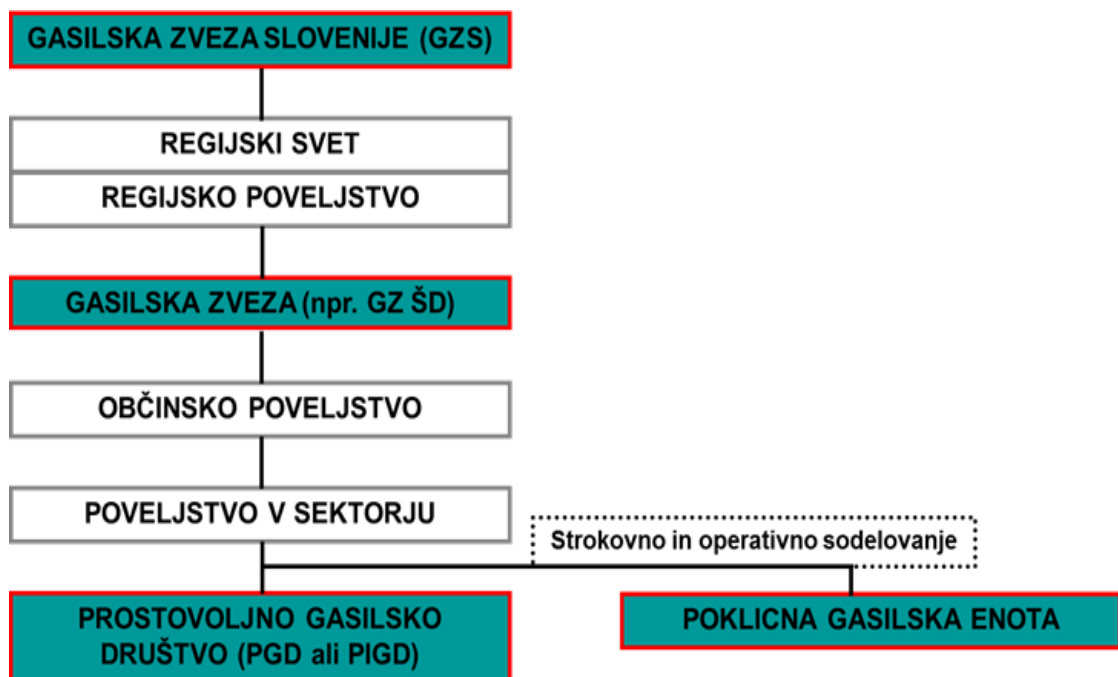 GASILSKA ZVEZA SLOVENIJE (GZS)
REGIJSKI SVET
REGIJSKO POVELJSTVO
GASILSKA ZVEZA (npr. GZ ŠD)
OBČINSKO POVELJSTVO
POVELJSTVO V SEKTORJU
Strokovno in operativno sodelovanje
PROSTOVOLJNO GASILSKO
DRUŠTVO (PGD ali PIGD)
POKLICNA GASILSKA ENOTA